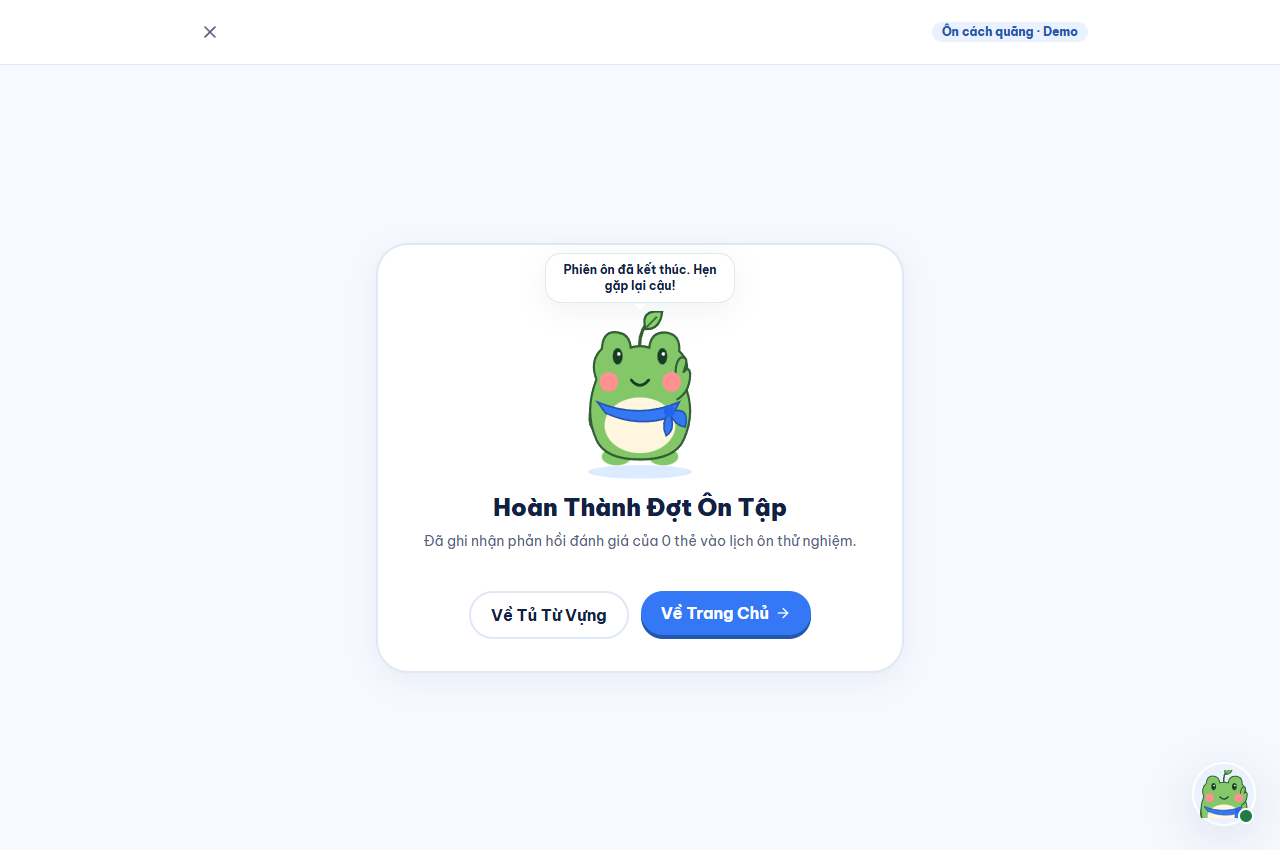 Ôn cách quãng · Demo
Phiên ôn đã kết thúc. Hẹn
gặp lại cậu!
Hoàn Thành Đợt Ôn Tập
Đã ghi nhận phản hồi đánh giá của 0 thẻ vào lịch ôn thử nghiệm.
Về Tủ Từ Vựng
Về Trang Chủ →